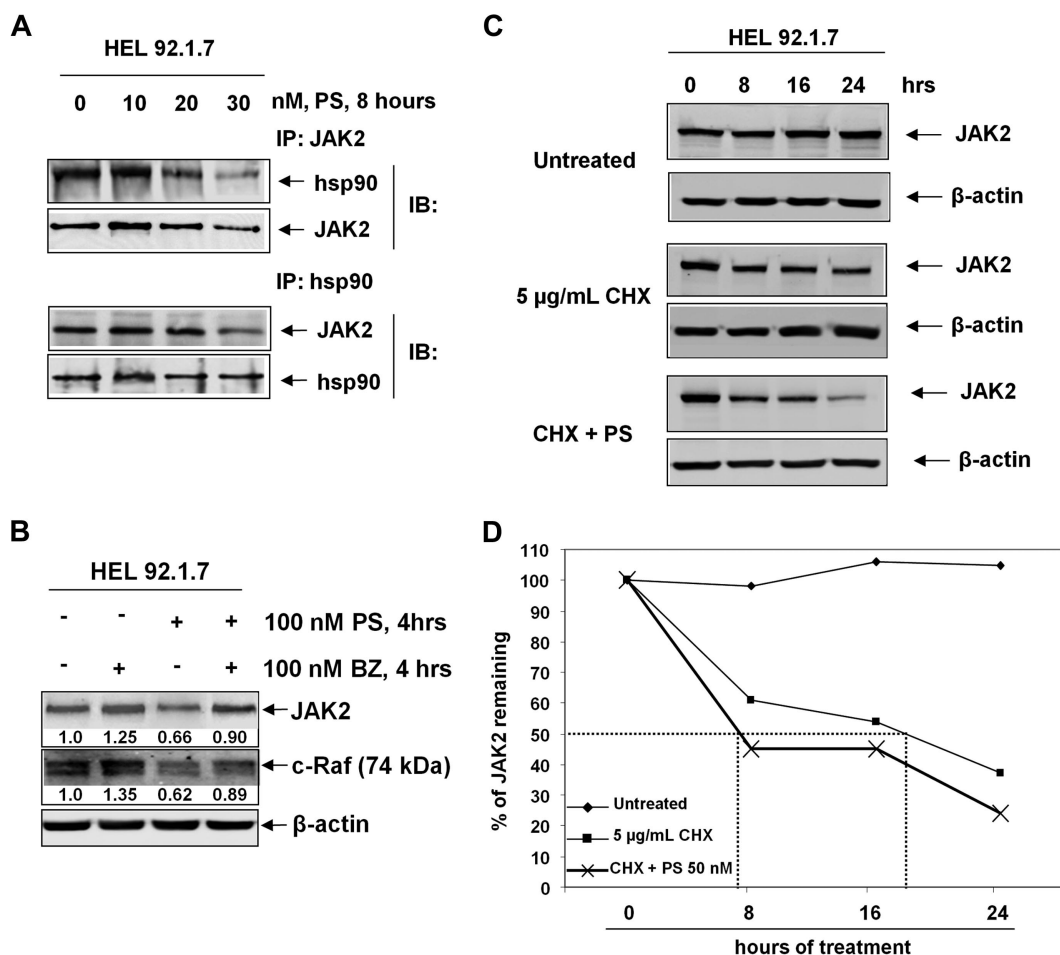 A
HEL 92.1.7
0 10 20 30 nM, PS, 8 hours
IP: JAK2
hsp90
JAK2
IB:
IP: hsp90
JAK2
hsp90
IB:
B
HEL 92.1.7
- - + + 100 nM PS, 4hrs
- + - + 100 nM BZ, 4 hrs
JAK2
1.0 1.25 0.66 0.90
c-Raf (74 kDa)
1.0 1.35 0.62 0.89
β-actin
C
HEL 92.1.7
0 8 16 24 hrs
Untreated
JAK2
β-actin
5 µg/mL CHX
JAK2
β-actin
CHX + PS
JAK2
β-actin
D
% of JAK2 remaining
110
100
90
80
70
60
50
40
30
20
10
0
Untreated
5 µg/mL CHX
CHX + PS 50 nM
0 8 16 24
hours of treatment